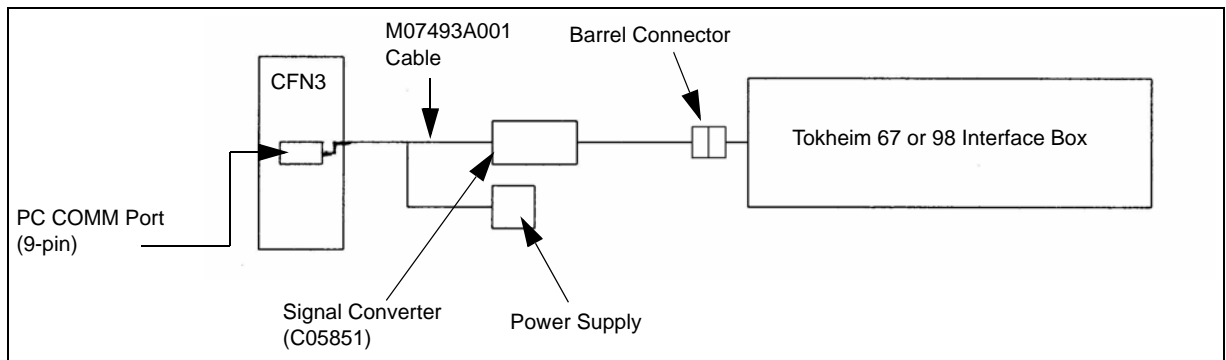 M07493A001
Cable
Barrel Connector
CFN3
Tokheim 67 or 98 Interface Box
PC COMM Port
(9-pin)
Signal Converter
(C05851)
Power Supply